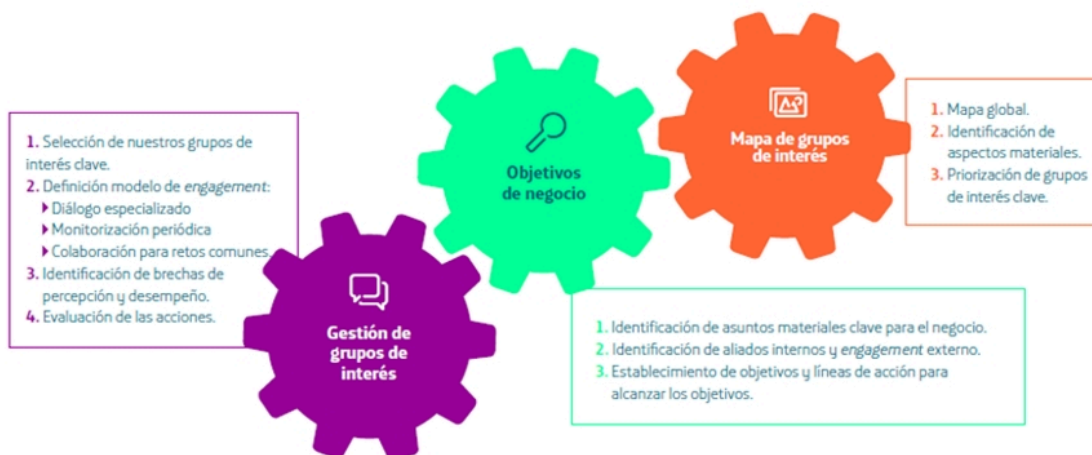 1. Selección de nuestros grupos de
interés clave.
2. Definición modelo de engagement:
Diálogo especializado
Monitorización periódica
Colaboración para retos comunes.
3. Identificación de brechas de
percepción y desempeño.
4. Evaluación de las acciones.
Gestión de
grupos de
interés
Objetivos
de negocio
1. Identificación de asuntos materiales clave para el negocio.
2. Identificación de aliados internos y engagement externo.
3. Establecimiento de objetivos y líneas de acción para
alcanzar los objetivos.
Mapa de grupos
de interés
1. Mapa global.
2. Identificación de
aspectos materiales.
3. Priorización de grupos
de interés clave.